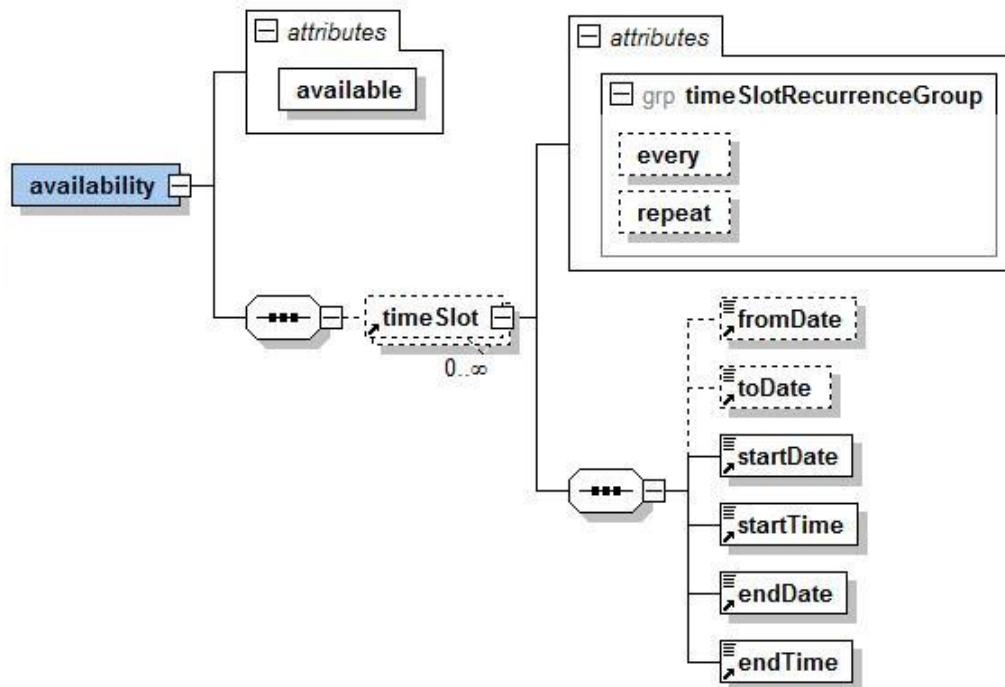 attributes
available
attributes
grp timeSlotRecurrenceGroup
every
repeat
availability
timeSlot
0..∞
fromDate
toDate
startDate
startTime
endDate
endTime